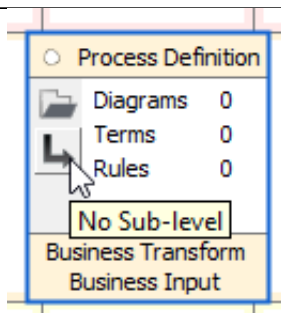 Process Definition
Diagrams 0
Terms 0
Rules 0
No Sub-level
Business Transform
Business Input